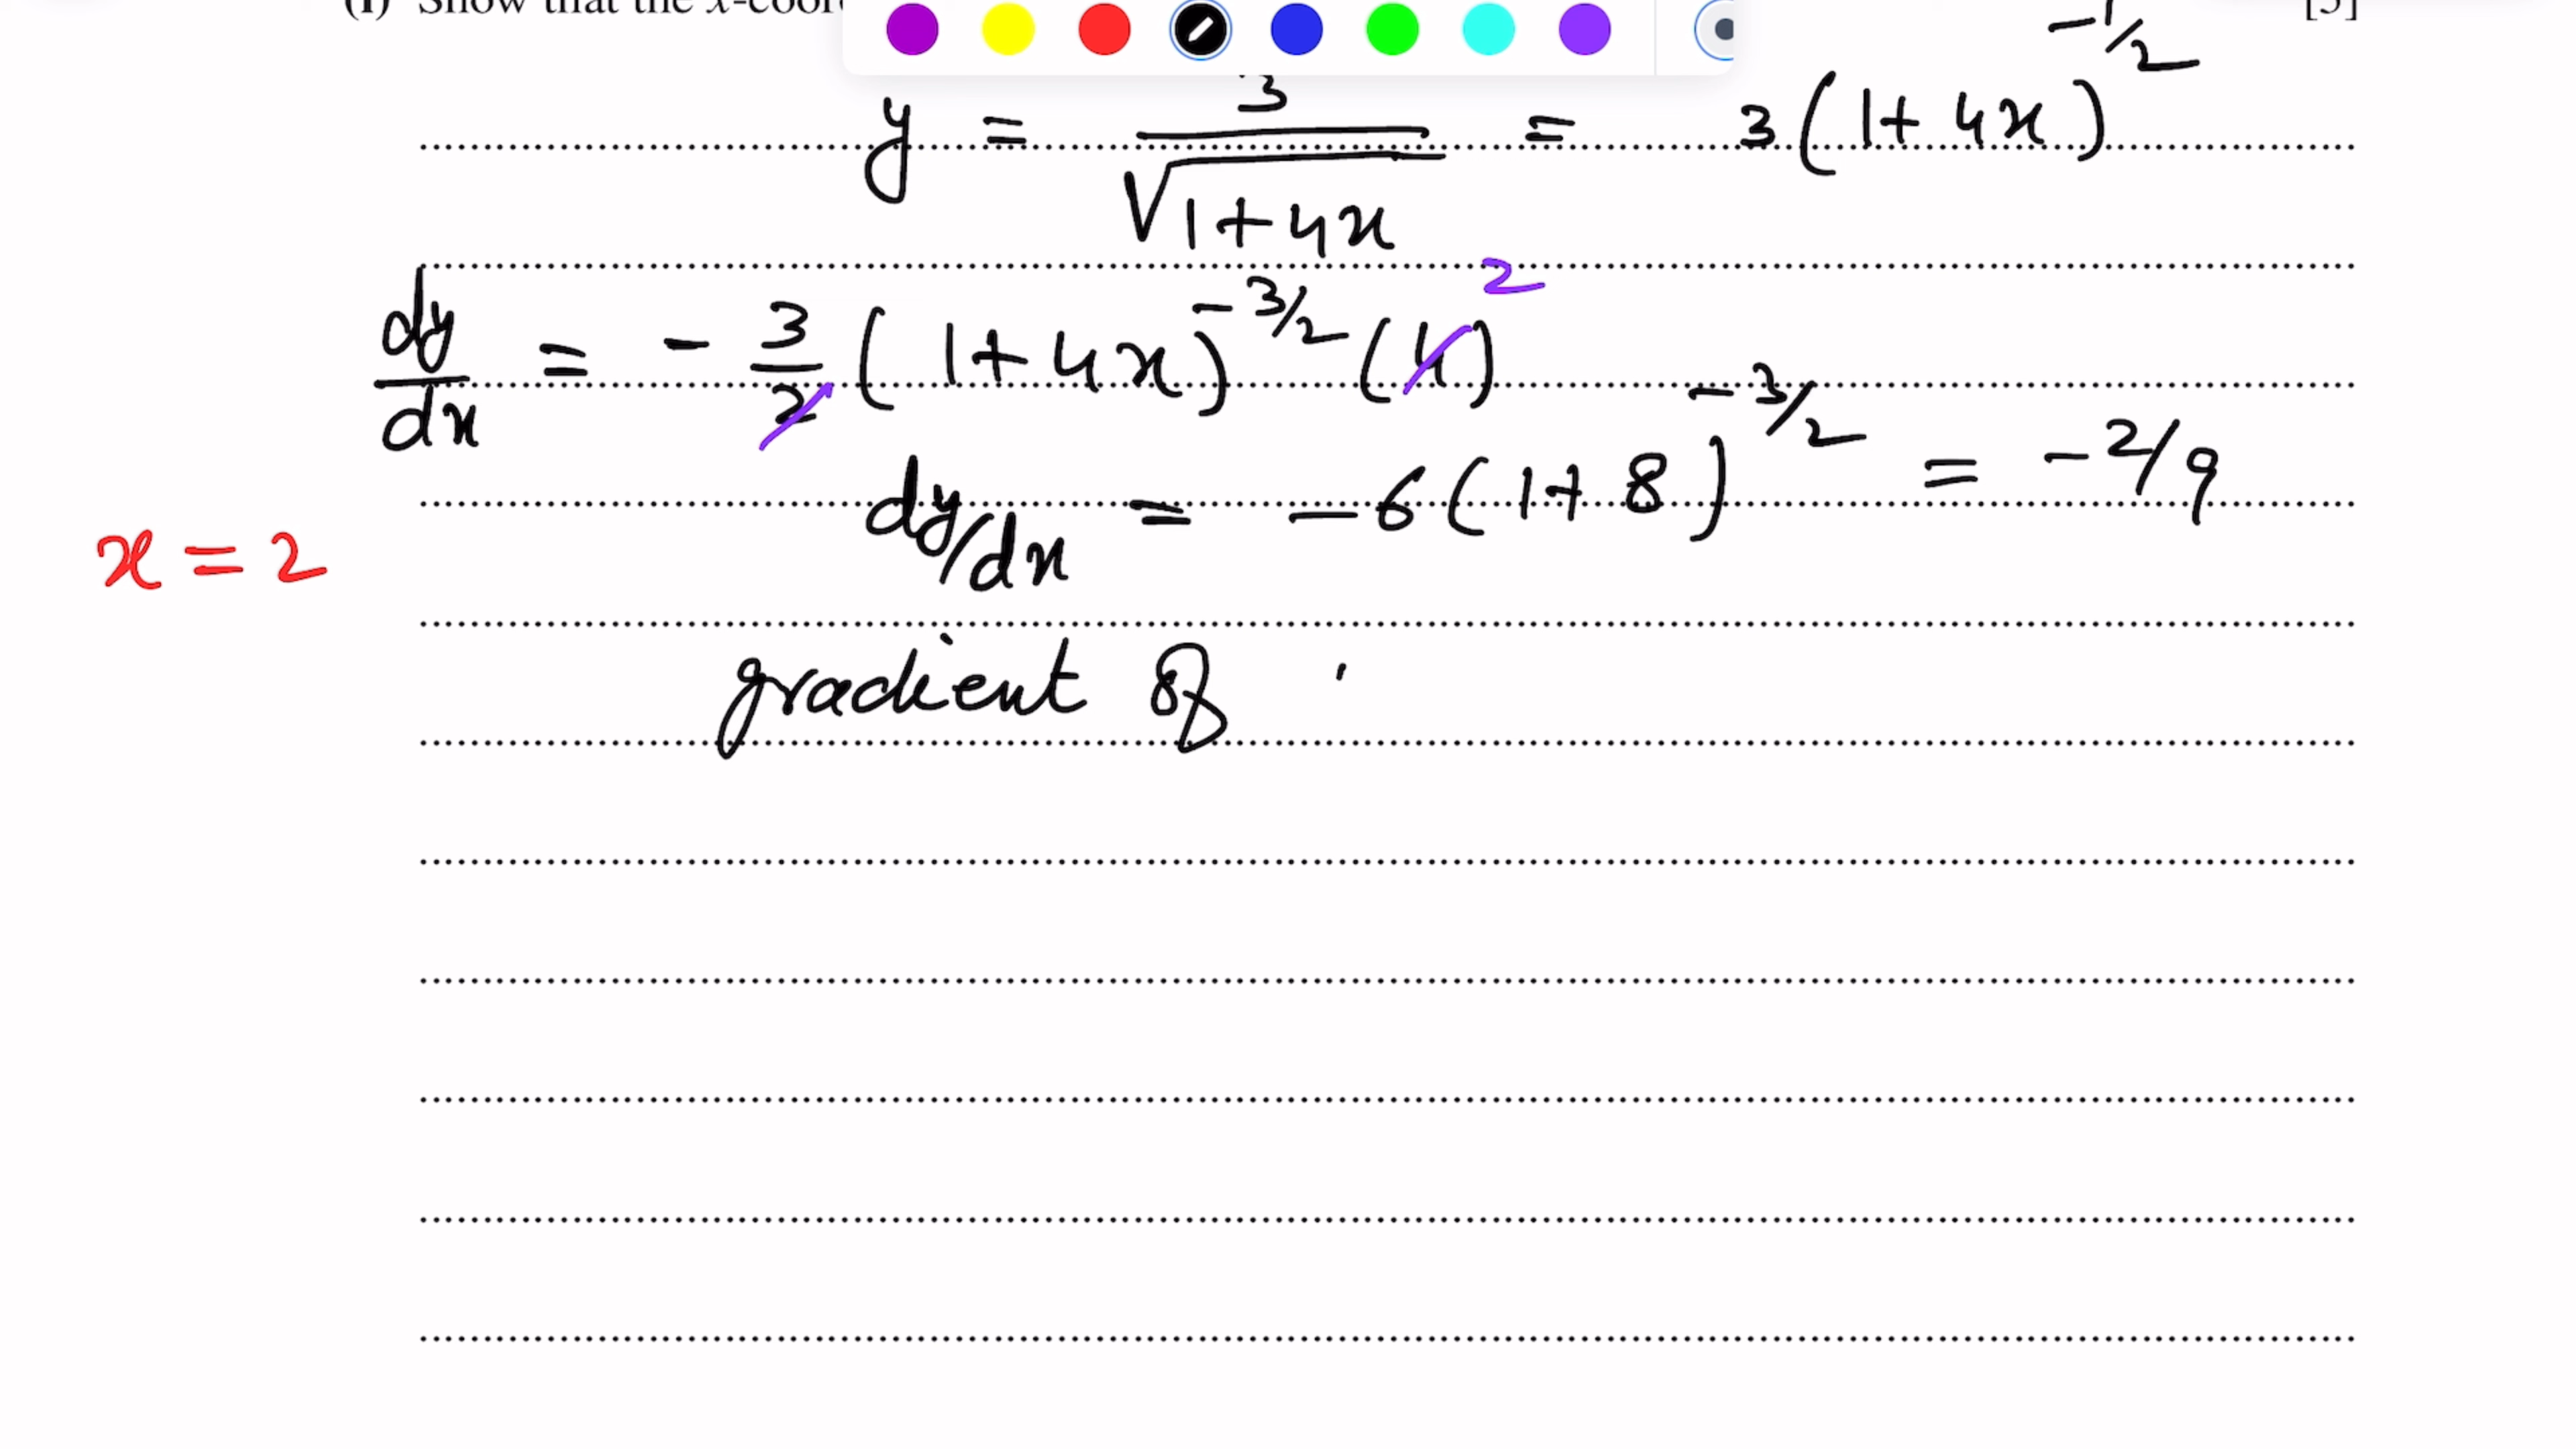 (i) Show that the x-coor [5]
y = 3/√1+4x = 3(1+4x)^-1/2
dy/dx = - 3/2 (1+4x)^-3/2 (4) 2
dy/dx = -6(1+8)^-3/2 = -2/9
x=2
gradient of